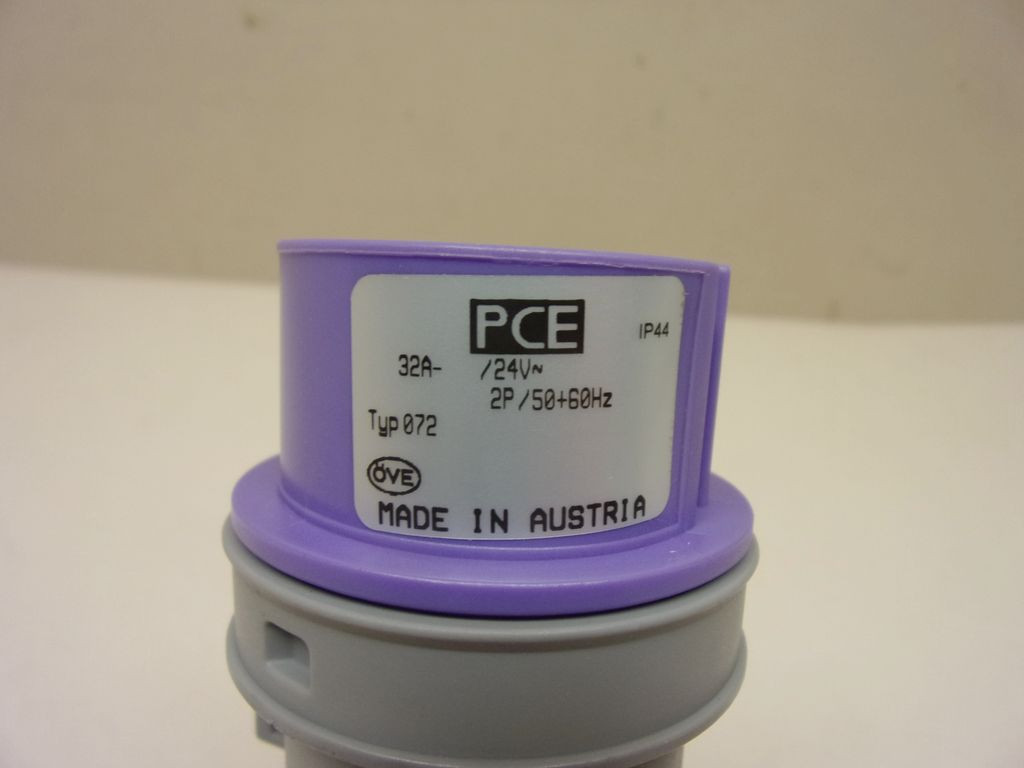 PCE
IP44
32A- /24V~
2P/50+60Hz
Typ 072
ÖVE
MADE IN AUSTRIA